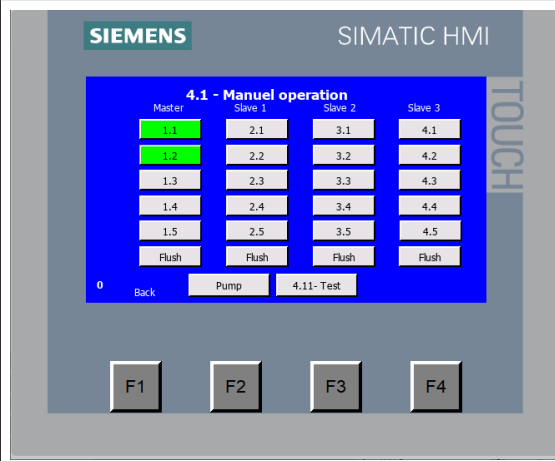 SIEMENS SIMATIC HMI
TOUCH
4.1 - Manuel operation
Master Slave 1 Slave 2 Slave 3
1.1 2.1 3.1 4.1
1.2 2.2 3.2 4.2
1.3 2.3 3.3 4.3
1.4 2.4 3.4 4.4
1.5 2.5 3.5 4.5
Flush Flush Flush Flush
0 Back Pump 4.11- Test
F1 F2 F3 F4